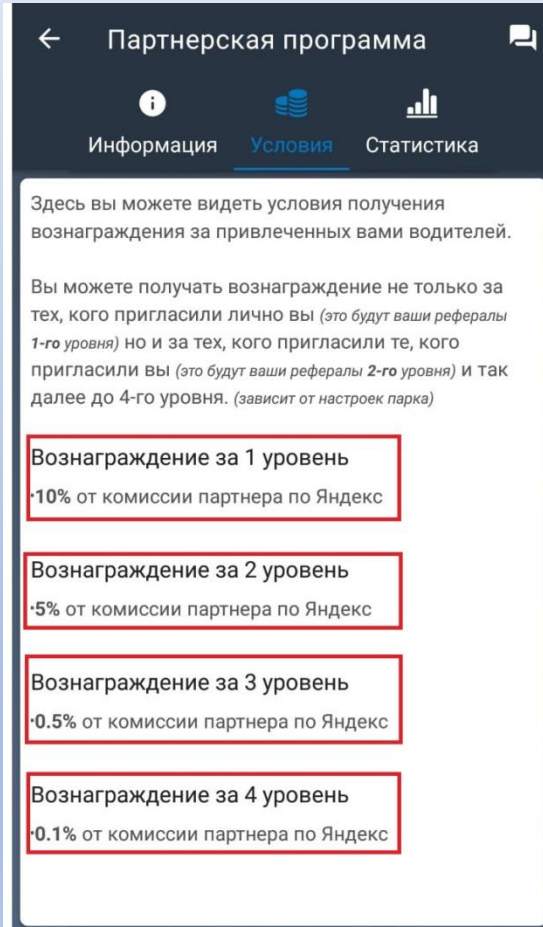 Партнерская программа
Информация Условия Статистика
Здесь вы можете видеть условия получения
вознаграждения за привлеченных вами водителей.
Вы можете получать вознаграждение не только за
тех, кого пригласили лично вы (это будут ваши рефералы
1-го уровня) но и за тех, кого пригласили те, кого
пригласили вы (это будут ваши рефералы 2-го уровня) и так
далее до 4-го уровня. (зависит от настроек парка)
Вознаграждение за 1 уровень
·10% от комиссии партнера по Яндекс
Вознаграждение за 2 уровень
·5% от комиссии партнера по Яндекс
Вознаграждение за 3 уровень
·0.5% от комиссии партнера по Яндекс
Вознаграждение за 4 уровень
·0.1% от комиссии партнера по Яндекс